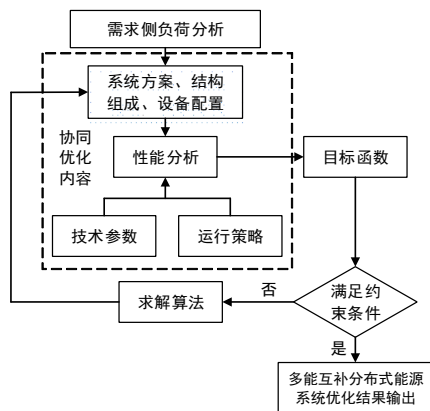 需求侧负荷分析
系统方案、结构
组成、设备配置
协同
优化
内容
性能分析
目标函数
技术参数
运行策略
满足约
束条件
否
求解算法
是
多能互补分布式能源
系统优化结果输出